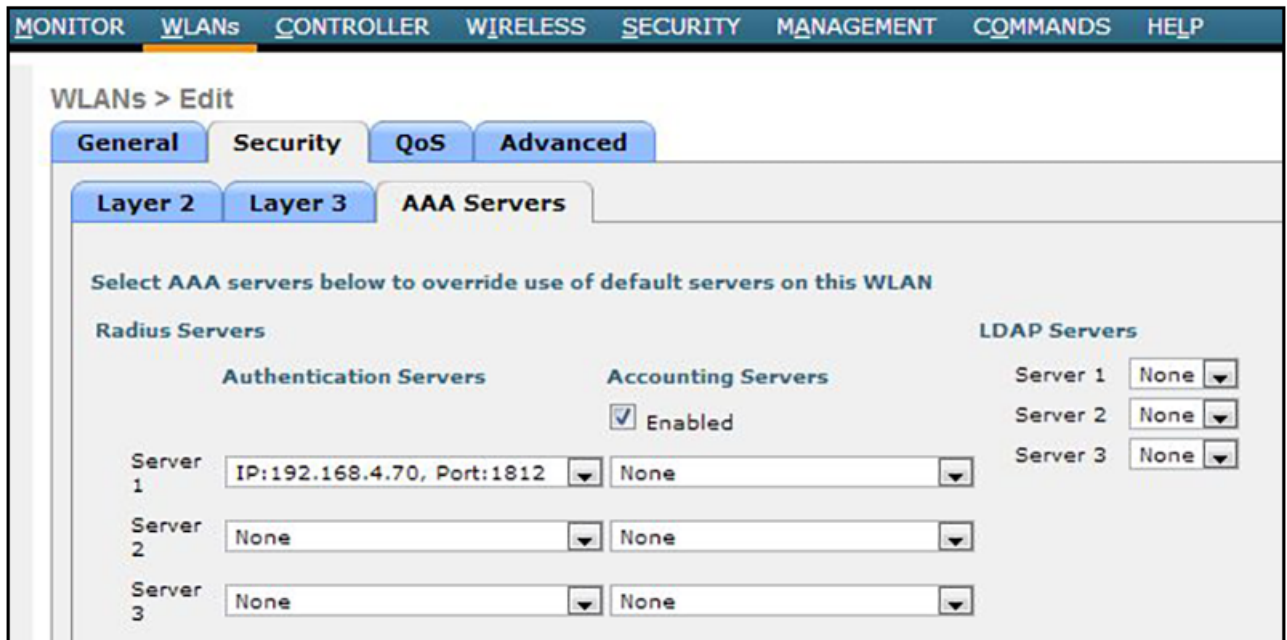 MONITOR WLANs CONTROLLER WIRELESS SECURITY MANAGEMENT COMMANDS HELP
WLANs > Edit
General Security QoS Advanced
Layer 2 Layer 3 AAA Servers
Select AAA servers below to override use of default servers on this WLAN
Radius Servers
Authentication Servers Accounting Servers
Enabled
Server 1 IP:192.168.4.70, Port:1812 None
Server 2 None None
Server 3 None None
LDAP Servers
Server 1 None
Server 2 None
Server 3 None